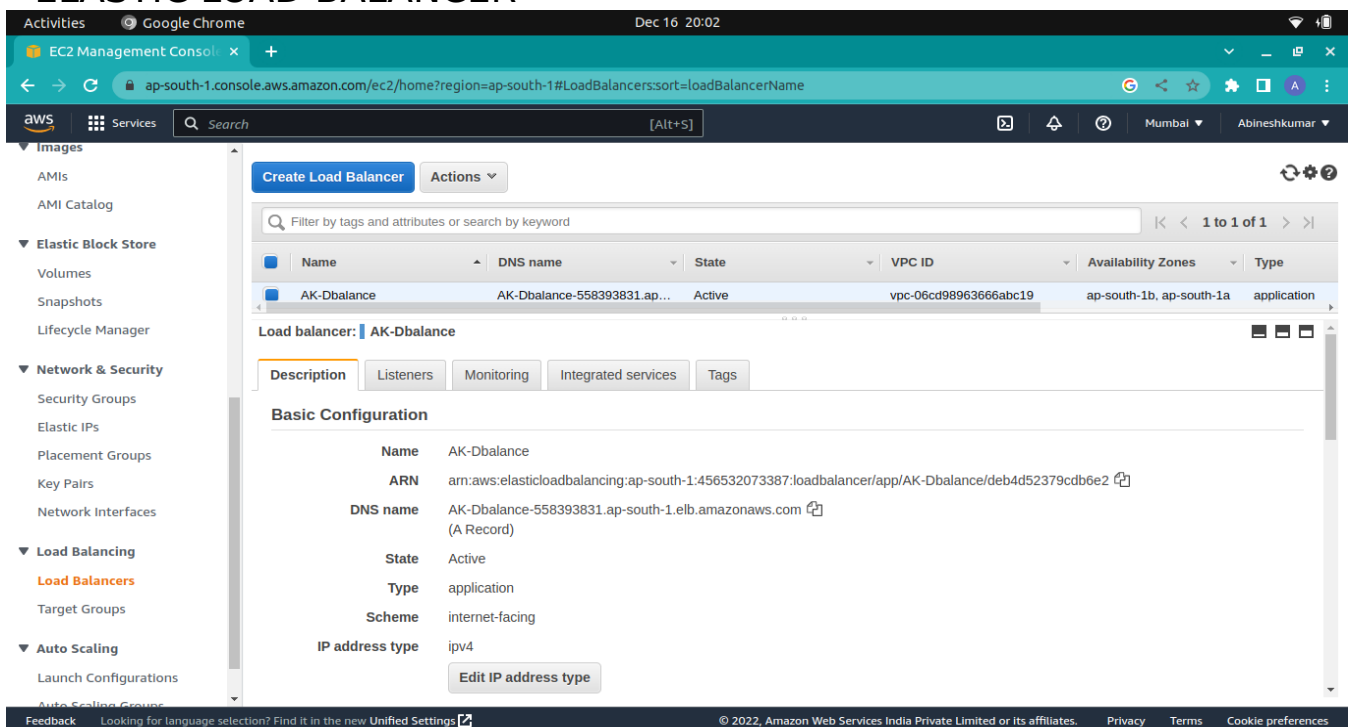 ELASTIC LOAD BALANCER
Activities Google Chrome Dec 16 20:02
EC2 Management Consol
ap-south-1.console.aws.amazon.com/ec2/home?region=ap-south-1#LoadBalancers:sort=loadBalancerName G A
aws Services Search [Alt+S] Mumbai Abineshkumar
Images
AMIs
AMI Catalog
Elastic Block Store
Volumes
Snapshots
Lifecycle Manager
Network & Security
Security Groups
Elastic IPs
Placement Groups
Key Pairs
Network Interfaces
Load Balancing
Load Balancers
Target Groups
Auto Scaling
Launch Configurations
Auto Scaling Groups
Create Load Balancer Actions
Filter by tags and attributes or search by keyword 1 to 1 of 1
Name DNS name State VPC ID Availability Zones Type
AK-Dbalance AK-Dbalance-558393831.ap... Active vpc-06cd98963666abc19 ap-south-1b, ap-south-1a application
Load balancer: AK-Dbalance
Description Listeners Monitoring Integrated services Tags
Basic Configuration
Name AK-Dbalance
ARN arn:aws:elasticloadbalancing:ap-south-1:456532073387:loadbalancer/app/AK-Dbalance/deb4d52379cdb6e2
DNS name AK-Dbalance-558393831.ap-south-1.elb.amazonaws.com
(A Record)
State Active
Type application
Scheme internet-facing
IP address type ipv4
Edit IP address type
Feedback Looking for language selection? Find it in the new Unified Settings © 2022, Amazon Web Services India Private Limited or its affiliates. Privacy Terms Cookie preferences